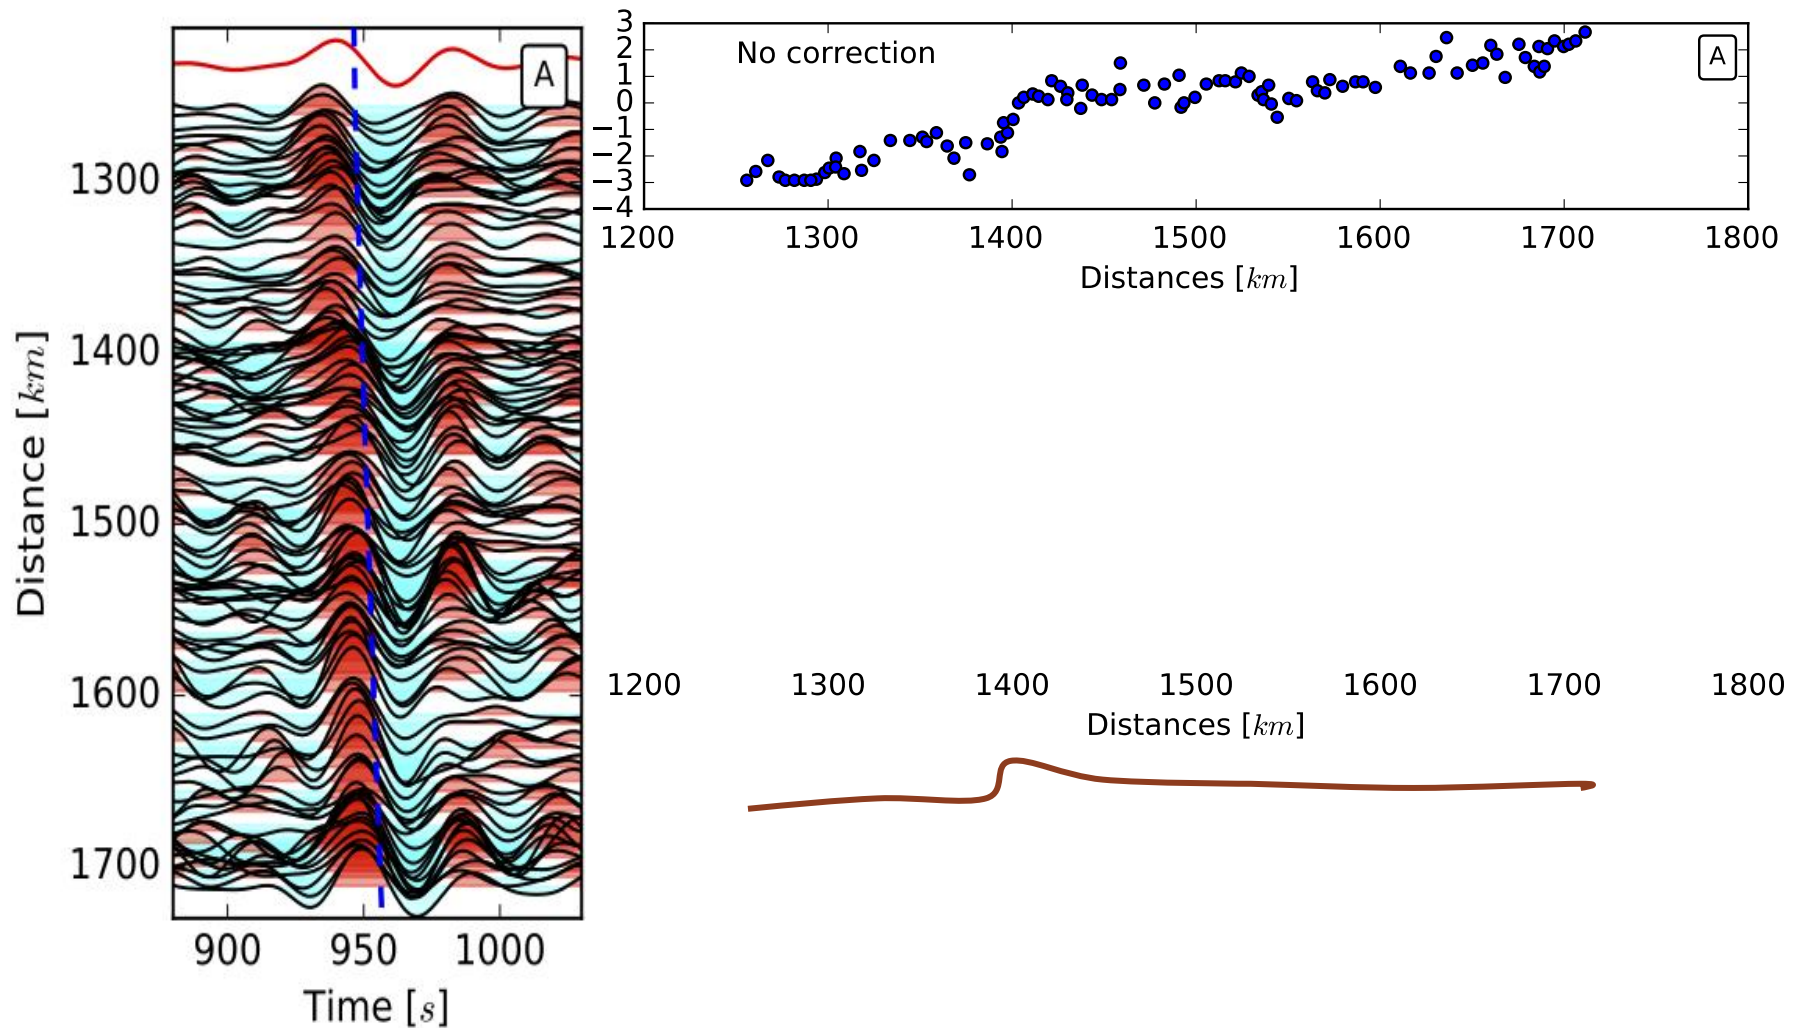 A
1300
1400
1500
1600
1700
Distance [km]
900 950 1000
Time [s]
No correction
A
3
2
1
0
−1
−2
−3
−4
1200 1300 1400 1500 1600 1700 1800
Distances [km]
1200 1300 1400 1500 1600 1700 1800
Distances [km]